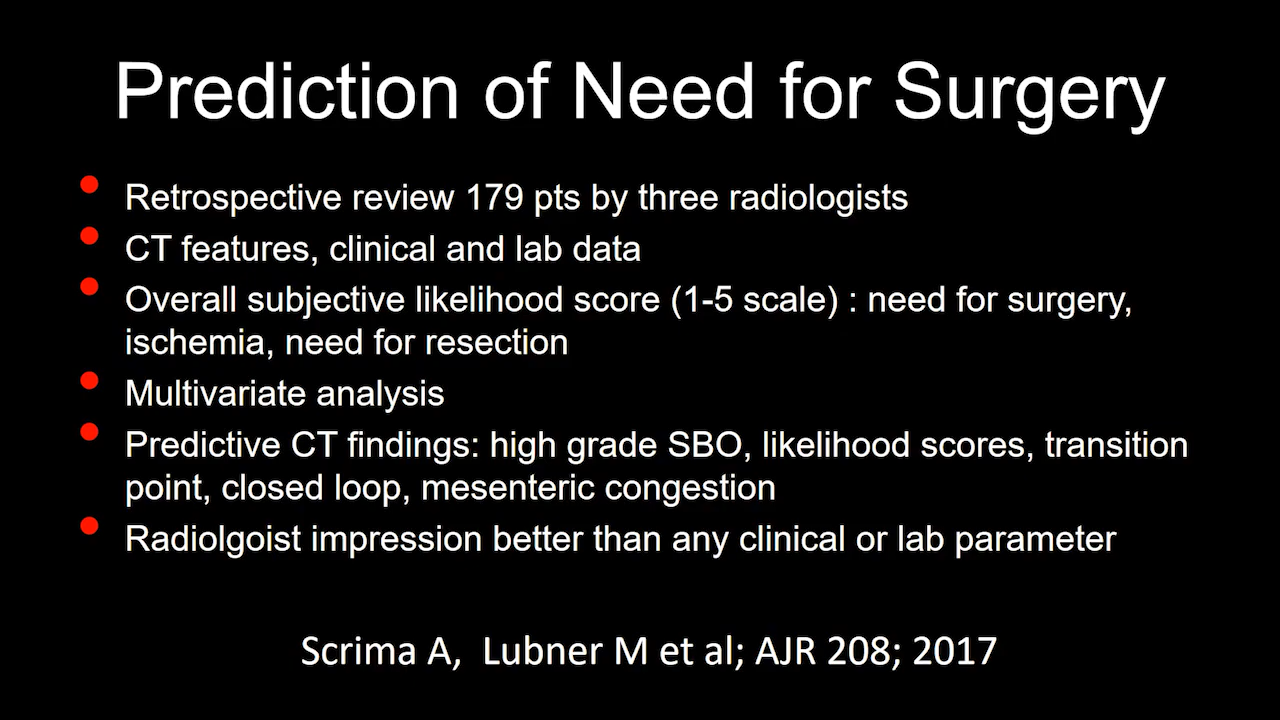 Prediction of Need for Surgery
Retrospective review 179 pts by three radiologists
CT features, clinical and lab data
Overall subjective likelihood score (1-5 scale) : need for surgery,
ischemia, need for resection
Multivariate analysis
Predictive CT findings: high grade SBO, likelihood scores, transition
point, closed loop, mesenteric congestion
Radiolgoist impression better than any clinical or lab parameter
Scrima A, Lubner M et al; AJR 208; 2017